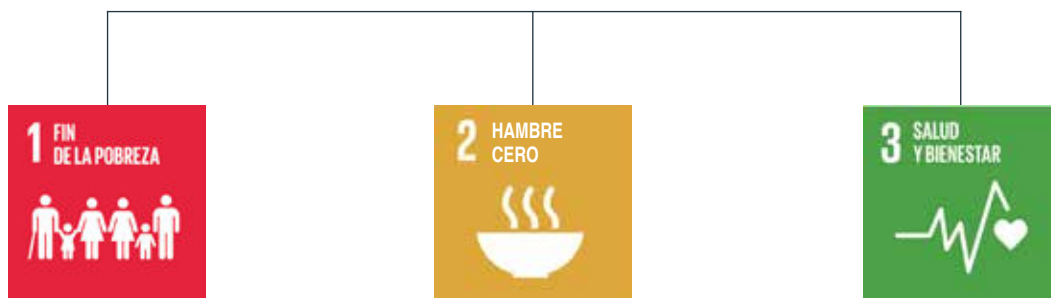 1 FIN
DE LA POBREZA
2 HAMBRE
CERO
3 SALUD
Y BIENESTAR